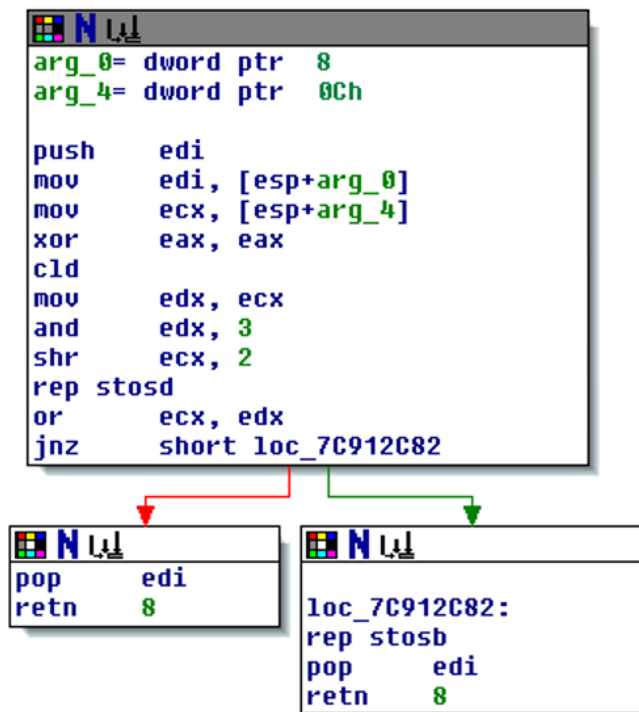 N
arg_0= dword ptr  8
arg_4= dword ptr  0Ch
push    edi
mov     edi, [esp+arg_0]
mov     ecx, [esp+arg_4]
xor     eax, eax
cld
mov     edx, ecx
and     edx, 3
shr     ecx, 2
rep stosd
or      ecx, edx
jnz     short loc_7C912C82
N
pop     edi
retn    8
N
loc_7C912C82:
rep stosb
pop     edi
retn    8